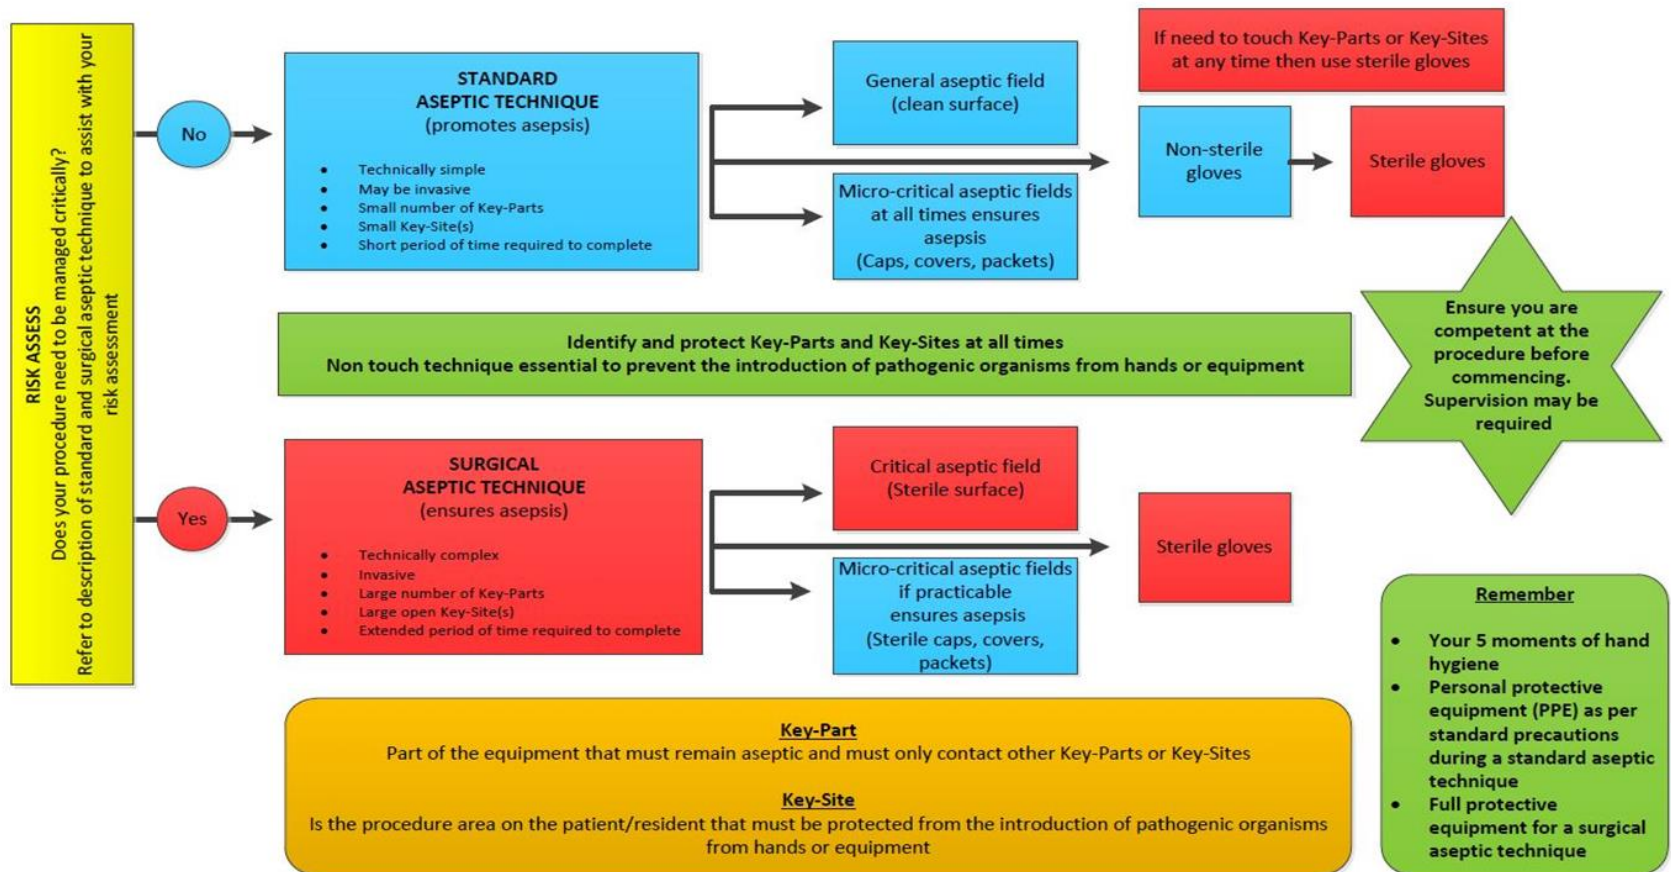 RISK ASSESS
Does your procedure need to be managed critically?
Refer to description of standard and surgical aseptic technique to assist with your
risk assessment
No
STANDARD
ASEPTIC TECHNIQUE
(promotes asepsis)
• Technically simple
• May be invasive
• Small number of Key-Parts
• Small Key-Site(s)
• Short period of time required to complete
General aseptic field
(clean surface)
Micro-critical aseptic fields
at all times ensures
asepsis
(Caps, covers, packets)
If need to touch Key-Parts or Key-Sites
at any time then use sterile gloves
Non-sterile
gloves
Sterile gloves
Identify and protect Key-Parts and Key-Sites at all times
Non touch technique essential to prevent the introduction of pathogenic organisms from hands or equipment
Ensure you are
competent at the
procedure before
commencing.
Supervision may be
required
Yes
SURGICAL
ASEPTIC TECHNIQUE
(ensures asepsis)
• Technically complex
• Invasive
• Large number of Key-Parts
• Large open Key-Site(s)
• Extended period of time required to complete
Critical aseptic field
(Sterile surface)
Micro-critical aseptic fields
if practicable
ensures asepsis
(Sterile caps, covers,
packets)
Sterile gloves
Key-Part
Part of the equipment that must remain aseptic and must only contact other Key-Parts or Key-Sites
Key-Site
Is the procedure area on the patient/resident that must be protected from the introduction of pathogenic organisms
from hands or equipment
Remember
• Your 5 moments of hand
hygiene
• Personal protective
equipment (PPE) as per
standard precautions
during a standard aseptic
technique
• Full protective
equipment for a surgical
aseptic technique